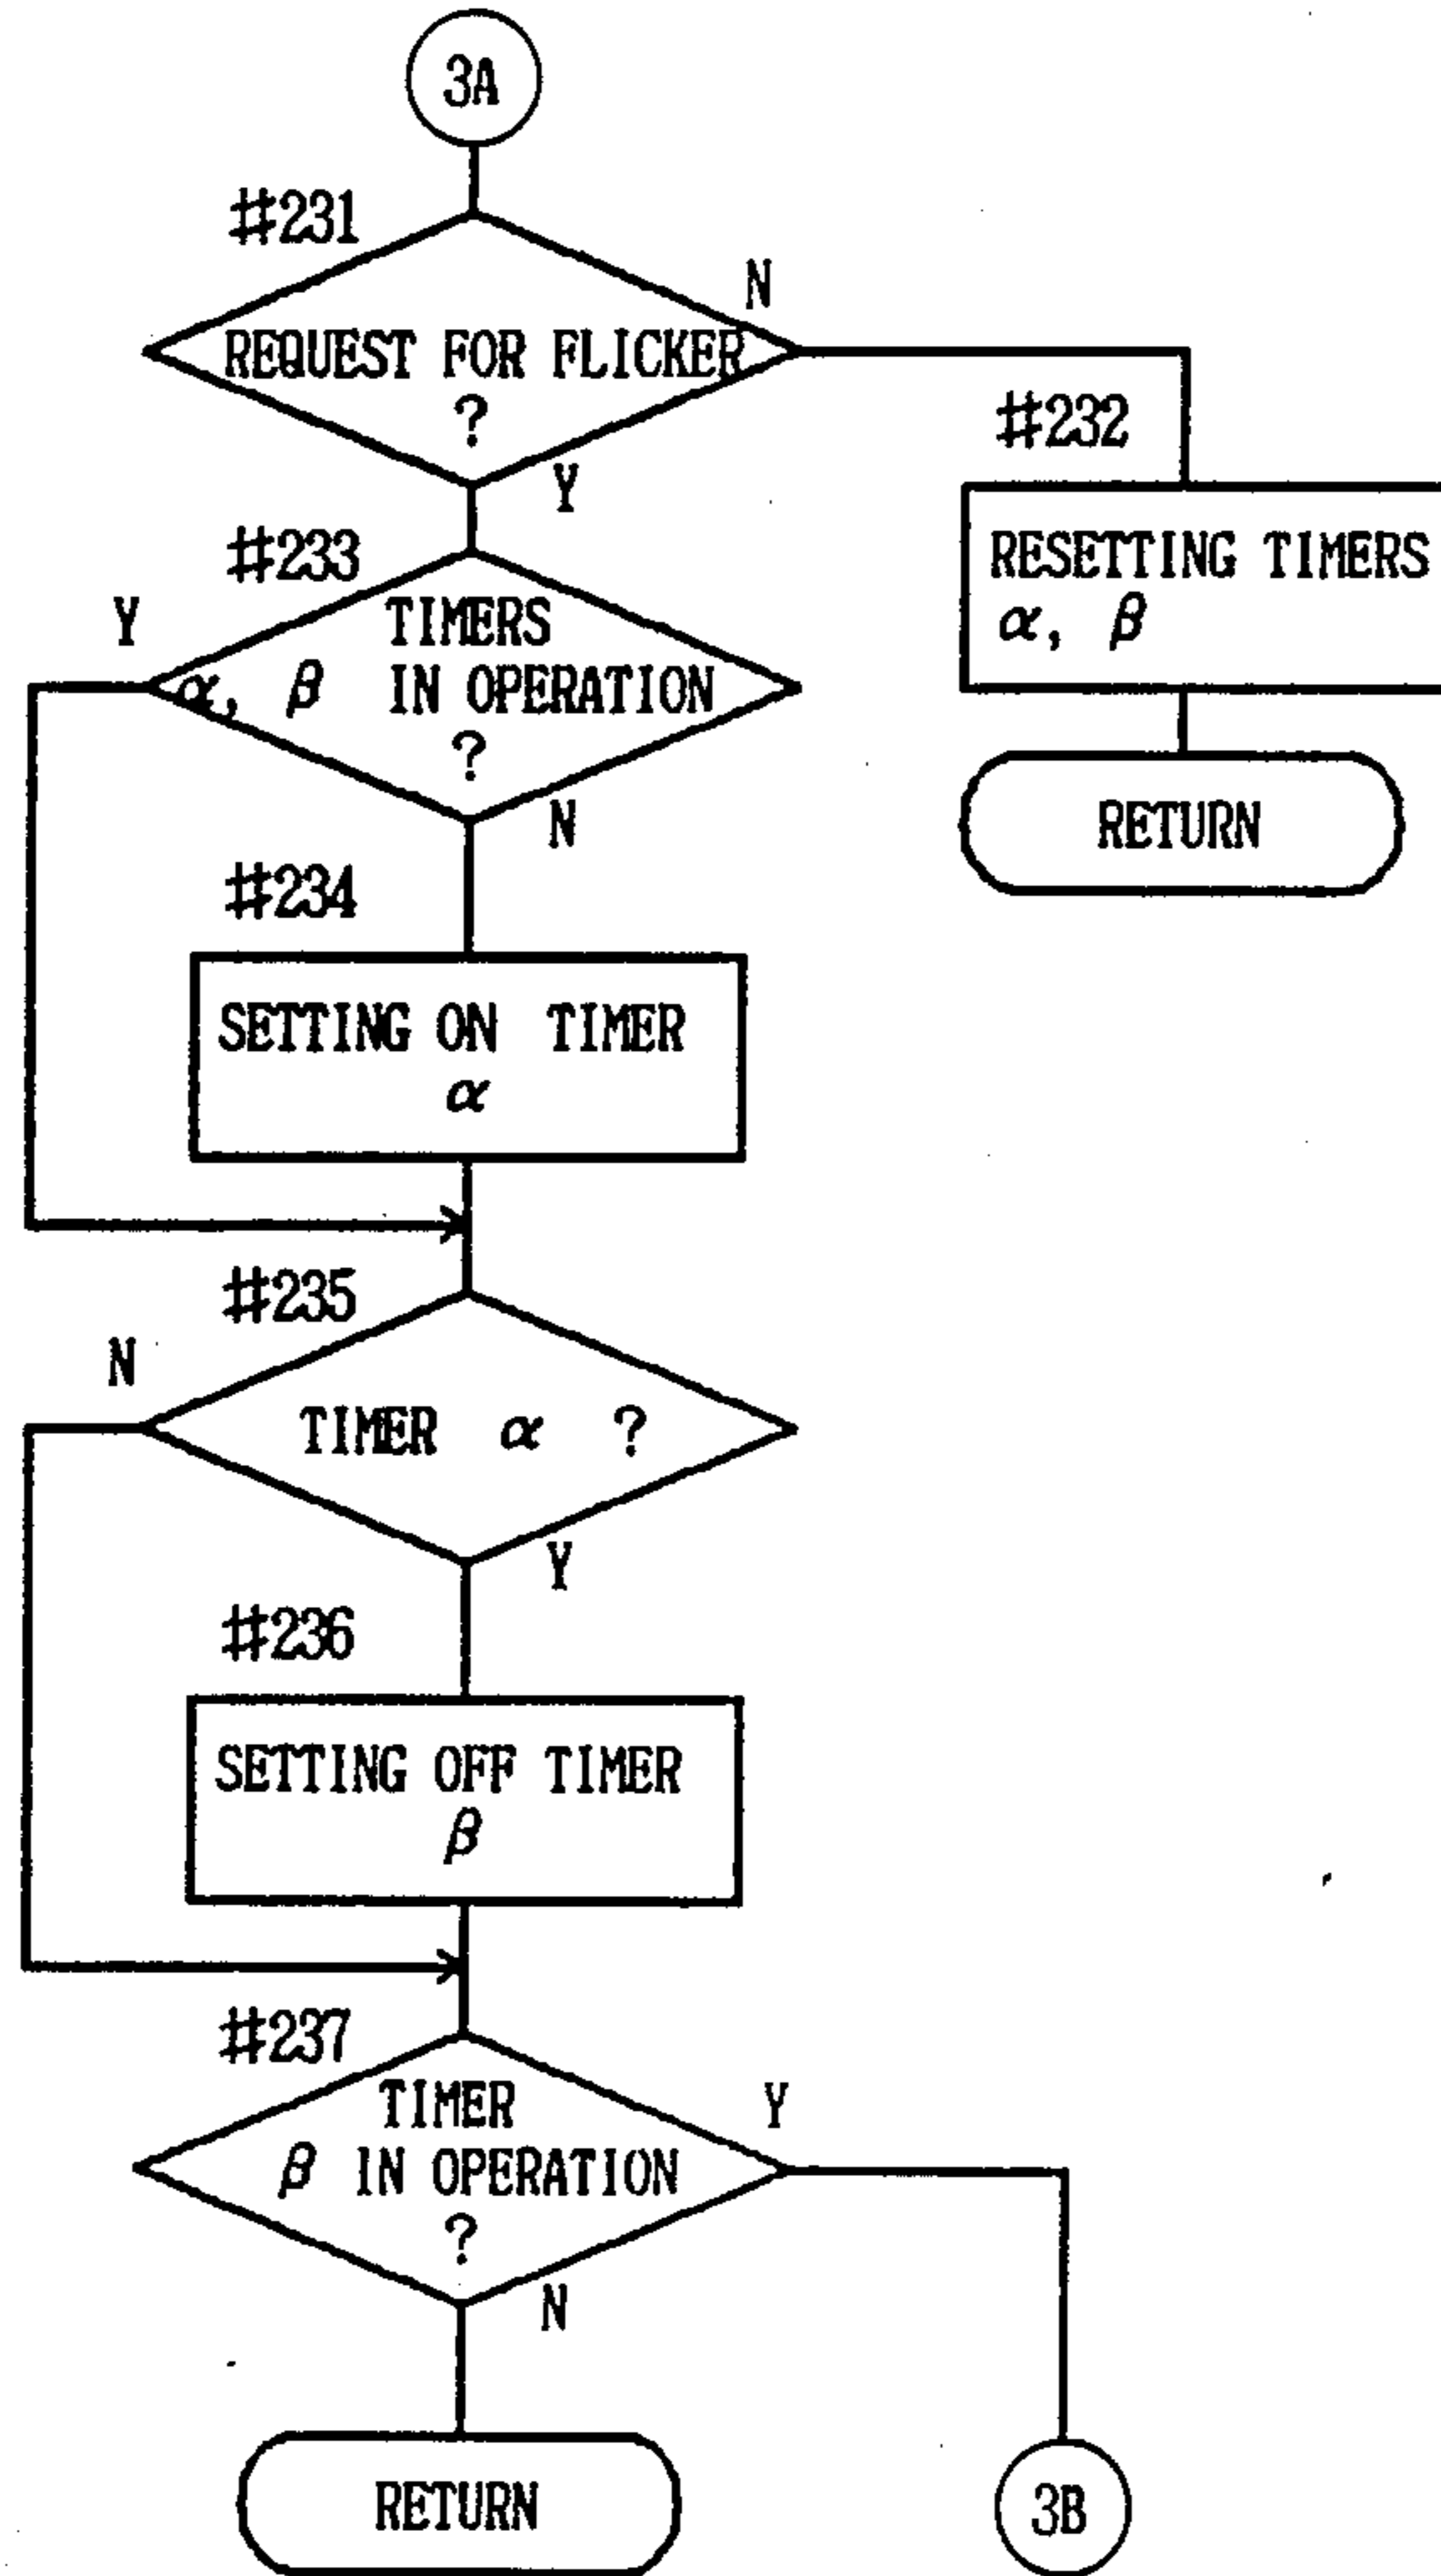 3A
#231
N
REQUEST FOR FLICKER
?
Y
#232
RESETTING TIMERS
α, β
RETURN
#233
Y
TIMERS
α, β IN OPERATION
?
N
#234
SETTING ON TIMER
α
#235
N
TIMER α ?
Y
#236
SETTING OFF TIMER
β
#237
TIMER
Y
β IN OPERATION
?
N
RETURN
3B